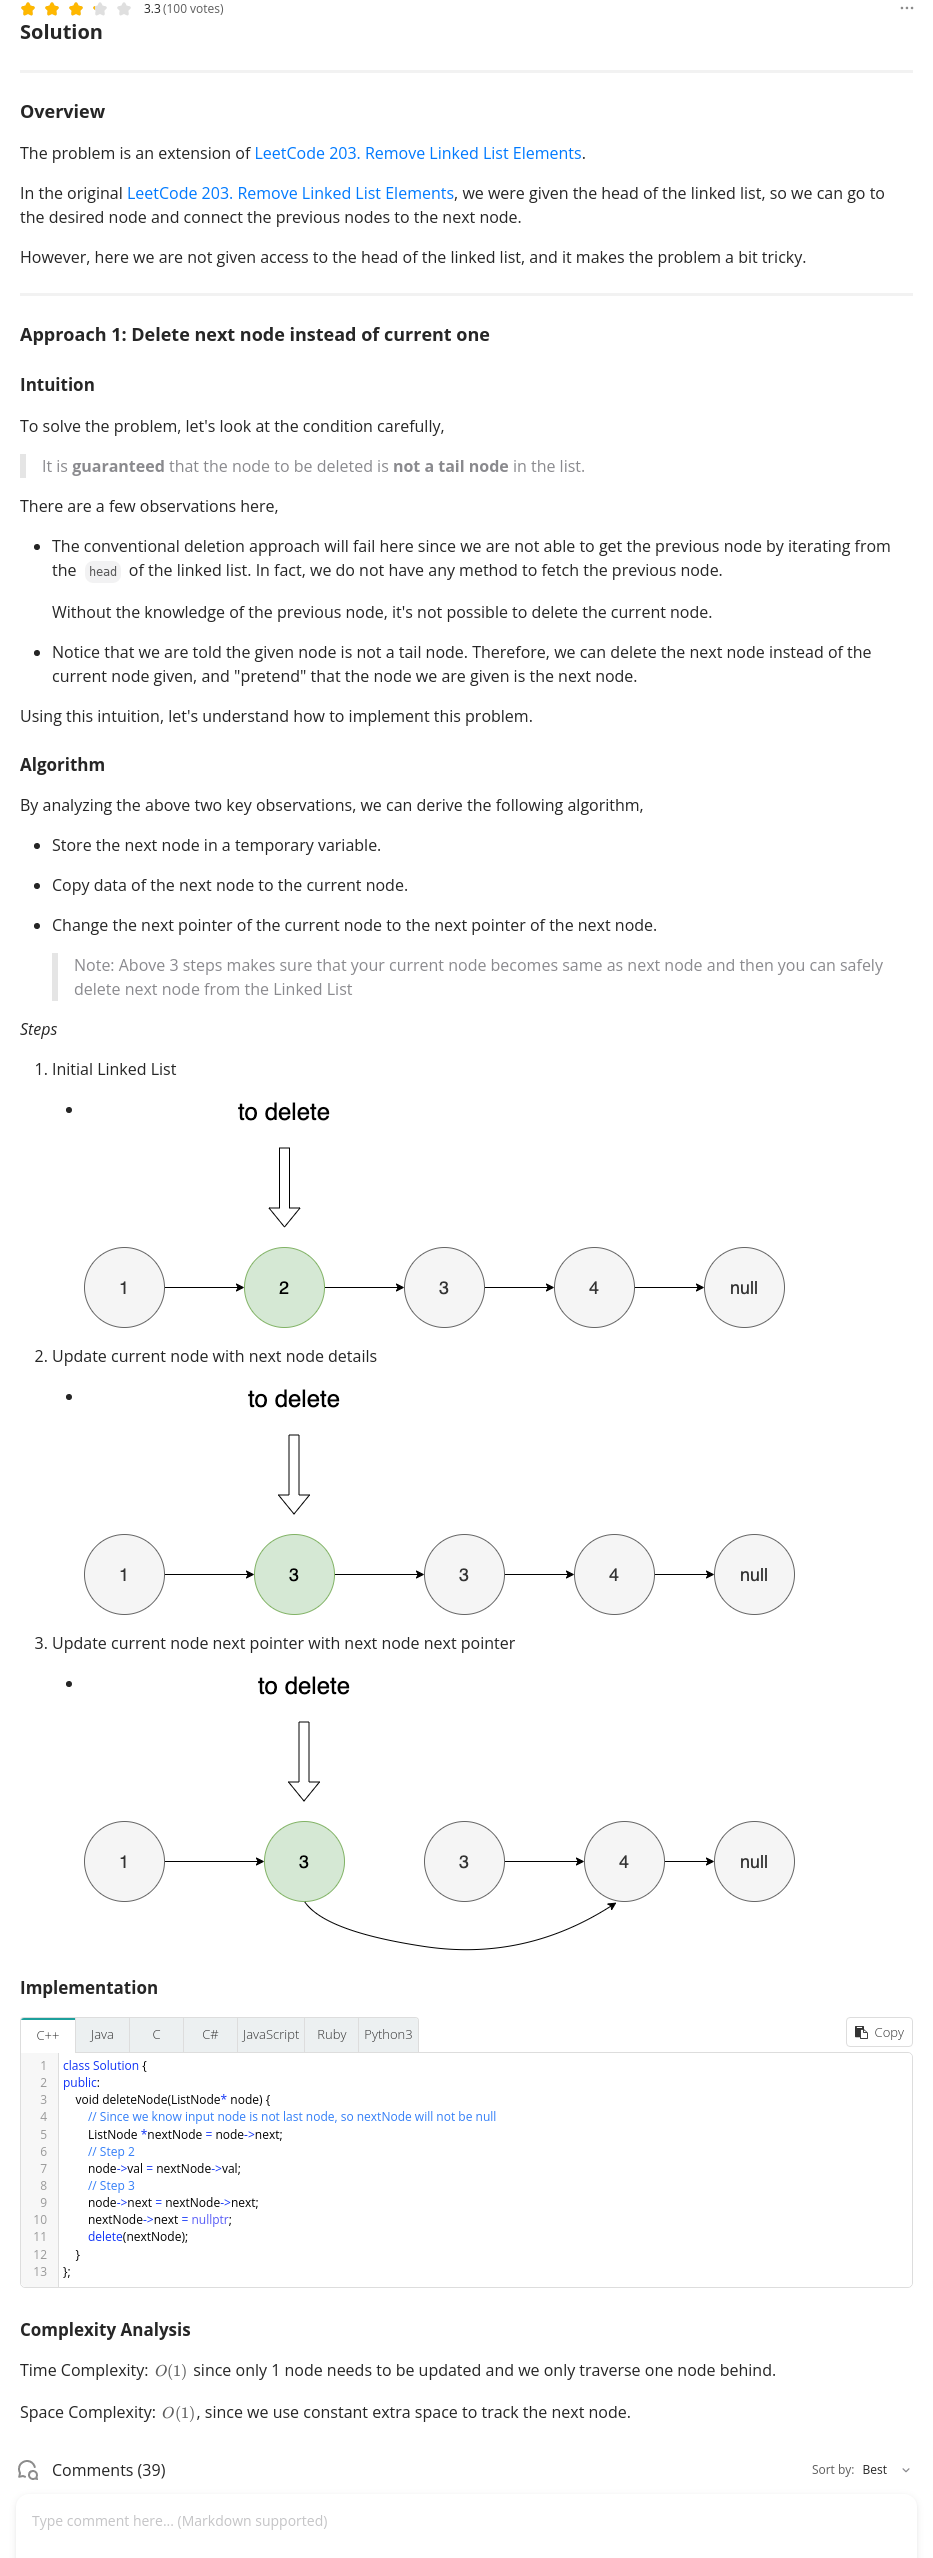 3.3 (100 votes)
Solution
Overview
The problem is an extension of LeetCode 203. Remove Linked List Elements.
In the original LeetCode 203. Remove Linked List Elements, we were given the head of the linked list, so we can go to
the desired node and connect the previous nodes to the next node.
However, here we are not given access to the head of the linked list, and it makes the problem a bit tricky.
Approach 1: Delete next node instead of current one
Intuition
To solve the problem, let's look at the condition carefully,
It is guaranteed that the node to be deleted is not a tail node in the list.
There are a few observations here,
• The conventional deletion approach will fail here since we are not able to get the previous node by iterating from
the head of the linked list. In fact, we do not have any method to fetch the previous node.
Without the knowledge of the previous node, it's not possible to delete the current node.
• Notice that we are told the given node is not a tail node. Therefore, we can delete the next node instead of the
current node given, and "pretend" that the node we are given is the next node.
Using this intuition, let's understand how to implement this problem.
Algorithm
By analyzing the above two key observations, we can derive the following algorithm,
• Store the next node in a temporary variable.
• Copy data of the next node to the current node.
• Change the next pointer of the current node to the next pointer of the next node.
Note: Above 3 steps makes sure that your current node becomes same as next node and then you can safely
delete next node from the Linked List
Steps
1. Initial Linked List
to delete
1 2 3 4 null
2. Update current node with next node details
to delete
1 3 3 4 null
3. Update current node next pointer with next node next pointer
to delete
1 3 3 4 null
Implementation
C++ Java C C# JavaScript Ruby Python3 Copy
1 class Solution {
2 public:
3 void deleteNode(ListNode* node) {
4 // Since we know input node is not last node, so nextNode will not be null
5 ListNode *nextNode = node->next;
6 // Step 2
7 node->val = nextNode->val;
8 // Step 3
9 node->next = nextNode->next;
10 nextNode->next = nullptr;
11 delete(nextNode);
12 }
13 };
Complexity Analysis
Time Complexity: O(1) since only 1 node needs to be updated and we only traverse one node behind.
Space Complexity: O(1), since we use constant extra space to track the next node.
Comments (39) Sort by: Best
Type comment here... (Markdown supported)